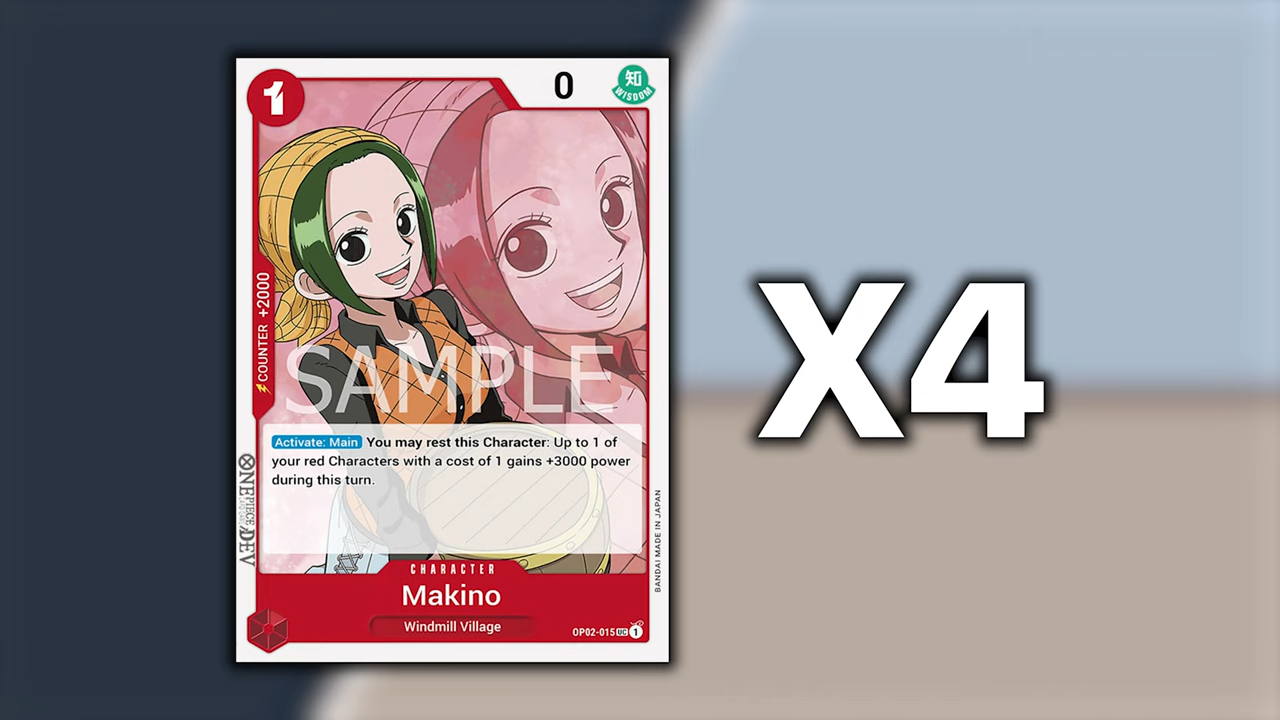 1
0
知
WISDOM
COUNTER +2000
SAMPLE
Activate: Main You may rest this Character: Up to 1 of
your red Characters with a cost of 1 gains +3000 power
during this turn.
ONE PIECE
CARD GAME
.DEV
BANDAI MADE IN JAPAN
CHARACTER
Makino
Windmill Village
OP02-015 UC 1
X4